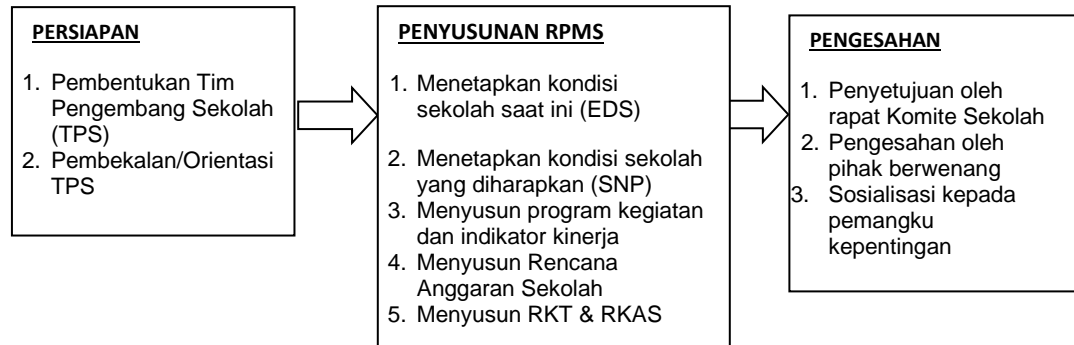 PERSIAPAN
1. Pembentukan Tim
Pengembang Sekolah
(TPS)
2. Pembekalan/Orientasi
TPS
PENYUSUNAN RPMS
1. Menetapkan kondisi
sekolah saat ini (EDS)
2. Menetapkan kondisi sekolah
yang diharapkan (SNP)
3. Menyusun program kegiatan
dan indikator kinerja
4. Menyusun Rencana
Anggaran Sekolah
5. Menyusun RKT & RKAS
PENGESAHAN
1. Penyetujuan oleh
rapat Komite Sekolah
2. Pengesahan oleh
pihak berwenang
3. Sosialisasi kepada
pemangku
kepentingan